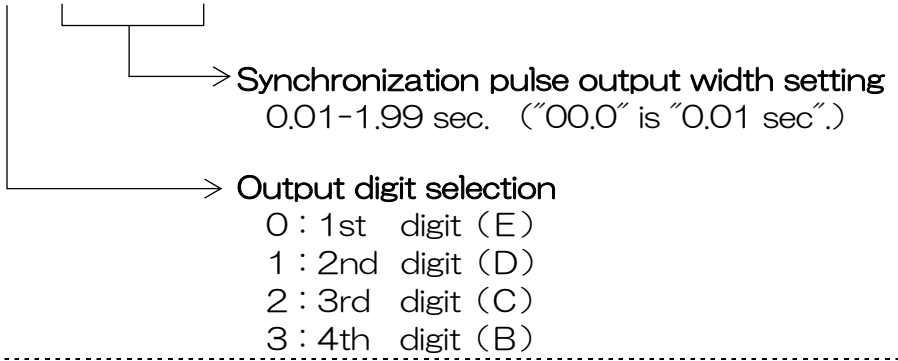 Synchronization pulse output width setting
0.01-1.99 sec. ("00.0" is "0.01 sec".)
Output digit selection
0：1st digit（E）
1：2nd digit（D）
2：3rd digit（C）
3：4th digit（B）